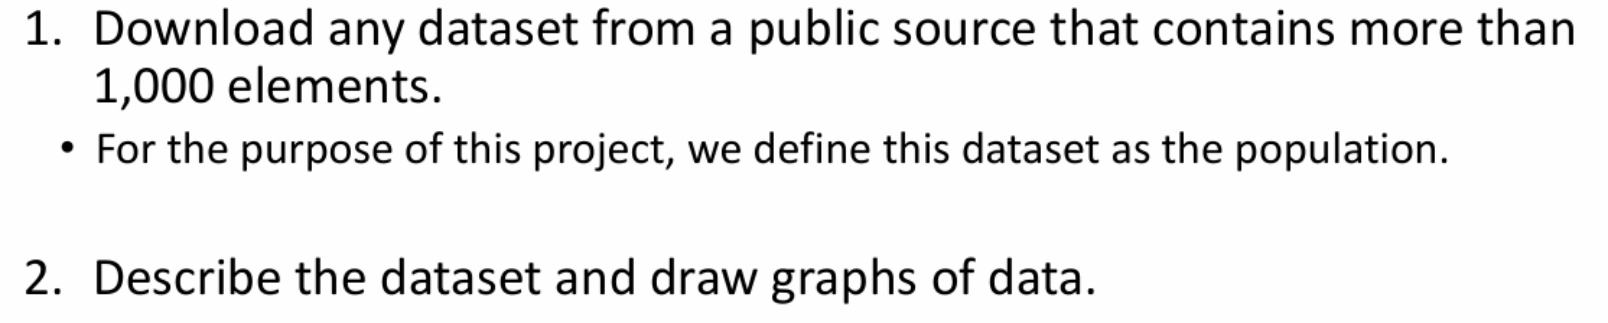 1. Download any dataset from a public source that contains more than
1,000 elements.
• For the purpose of this project, we define this dataset as the population.
2. Describe the dataset and draw graphs of data.